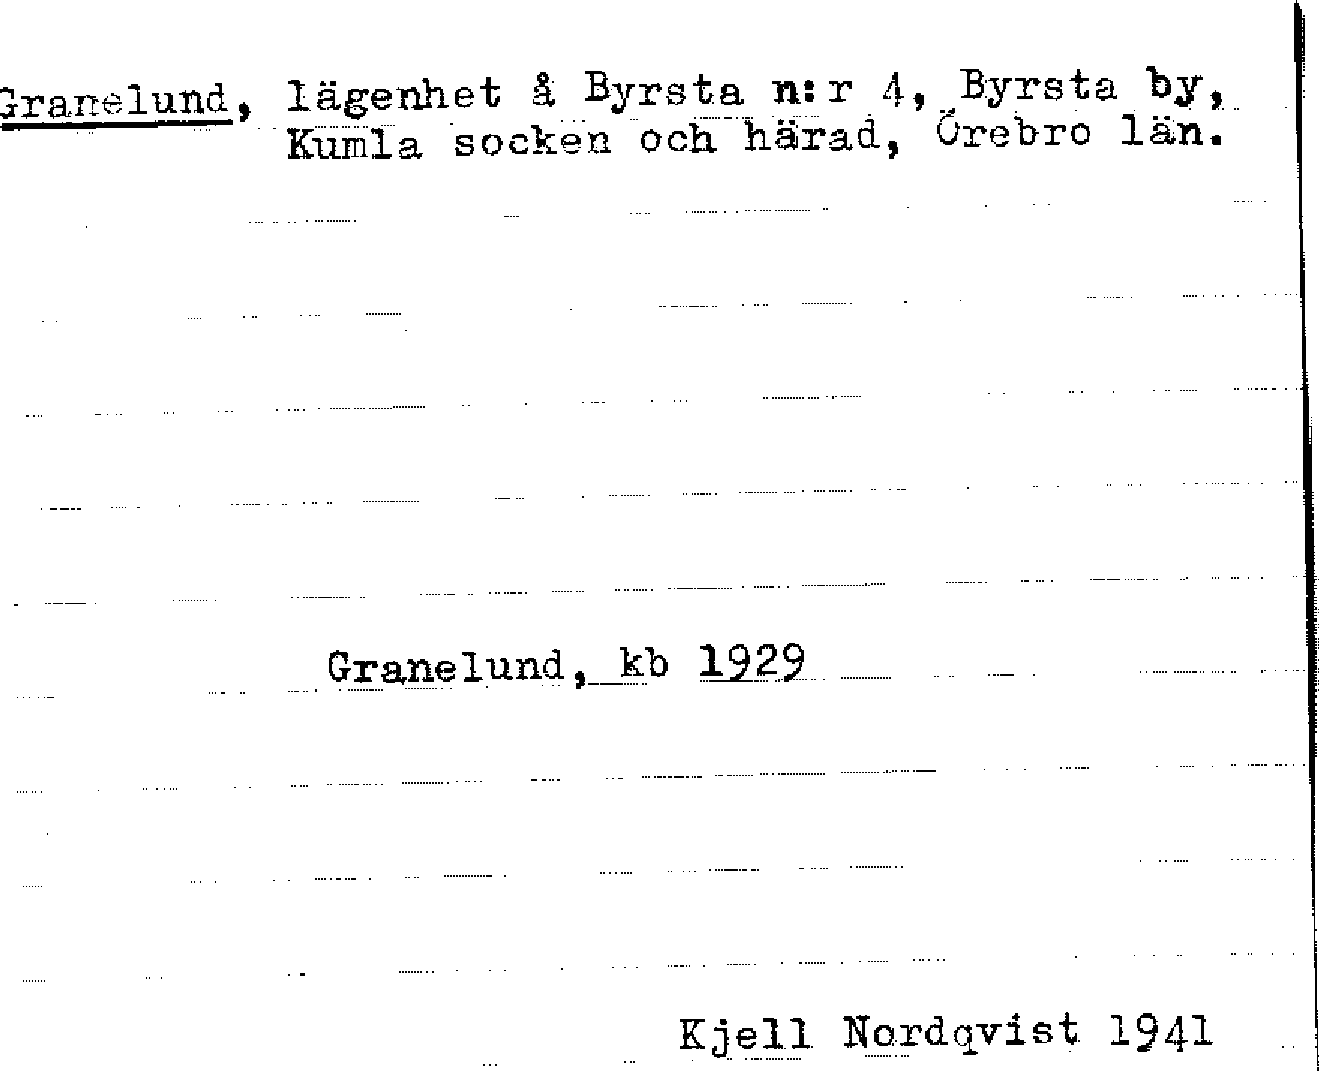 Granelund, lägenhet å Byrsta n:r 4, Byrsta by,
Kumla socken och härad, Örebro län.
Granelund, kb 1929
Kjell Nordqvist 1941